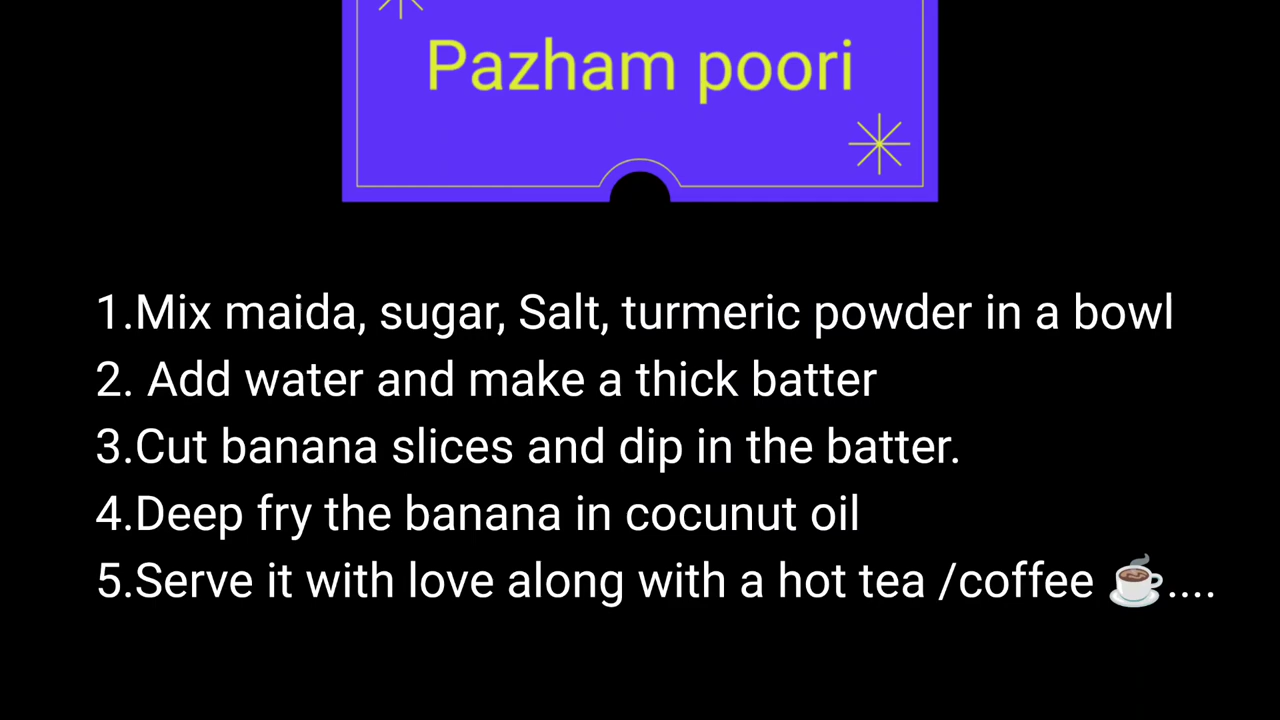 Pazham poori
1.Mix maida, sugar, Salt, turmeric powder in a bowl
2. Add water and make a thick batter
3.Cut banana slices and dip in the batter.
4.Deep fry the banana in cocunut oil
5.Serve it with love along with a hot tea /coffee ☕....